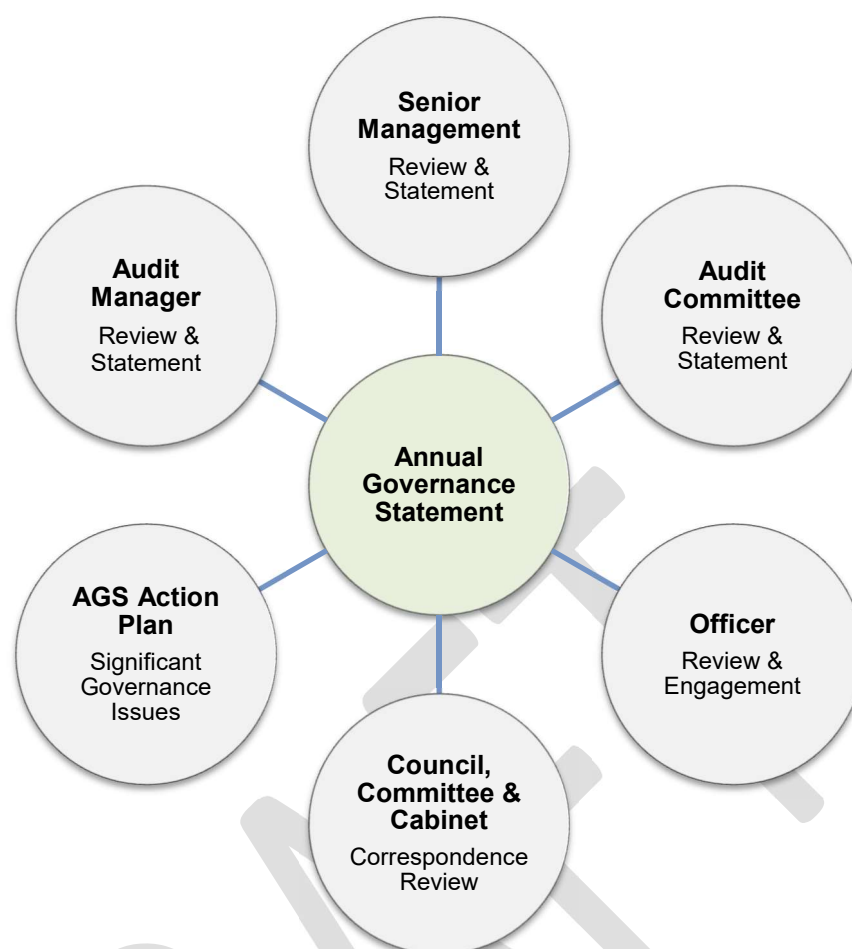 Senior
Management
Review &
Statement
Audit
Committee
Review &
Statement
Officer
Review &
Engagement
Council,
Committee &
Cabinet
Correspondence
Review
AGS Action
Plan
Significant
Governance
Issues
Audit
Manager
Review &
Statement
Annual
Governance
Statement